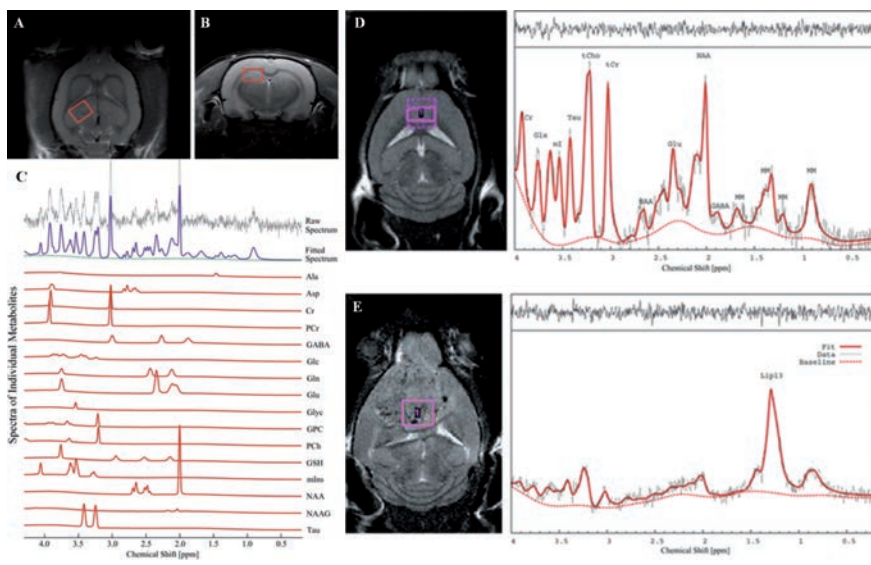 A
B
C
Raw
Spectrum
Fitted
Spectrum
Ala
Asp
Cr
PCr
GABA
Glc
Gln
Glu
Glyc
GPC
PCh
GSH
mIns
NAA
NAAG
Tau
Spectra of Individual Metabolites
4.0 3.5 3.0 2.5 2.0 1.5 1.0 0.5
Chemical Shift [ppm]
D
tCho
NAA
tCr
Cr
Tau
Glx
mI
Glu
NAA
GABA
MM
MM
MM
MM
4 3.5 3 2.5 2 1.5 1 0.5
Chemical Shift [ppm]
E
Fit
Data
Baseline
Lip13
4 3.5 3 2.5 2 1.5 1 0.5
Chemical Shift [ppm]